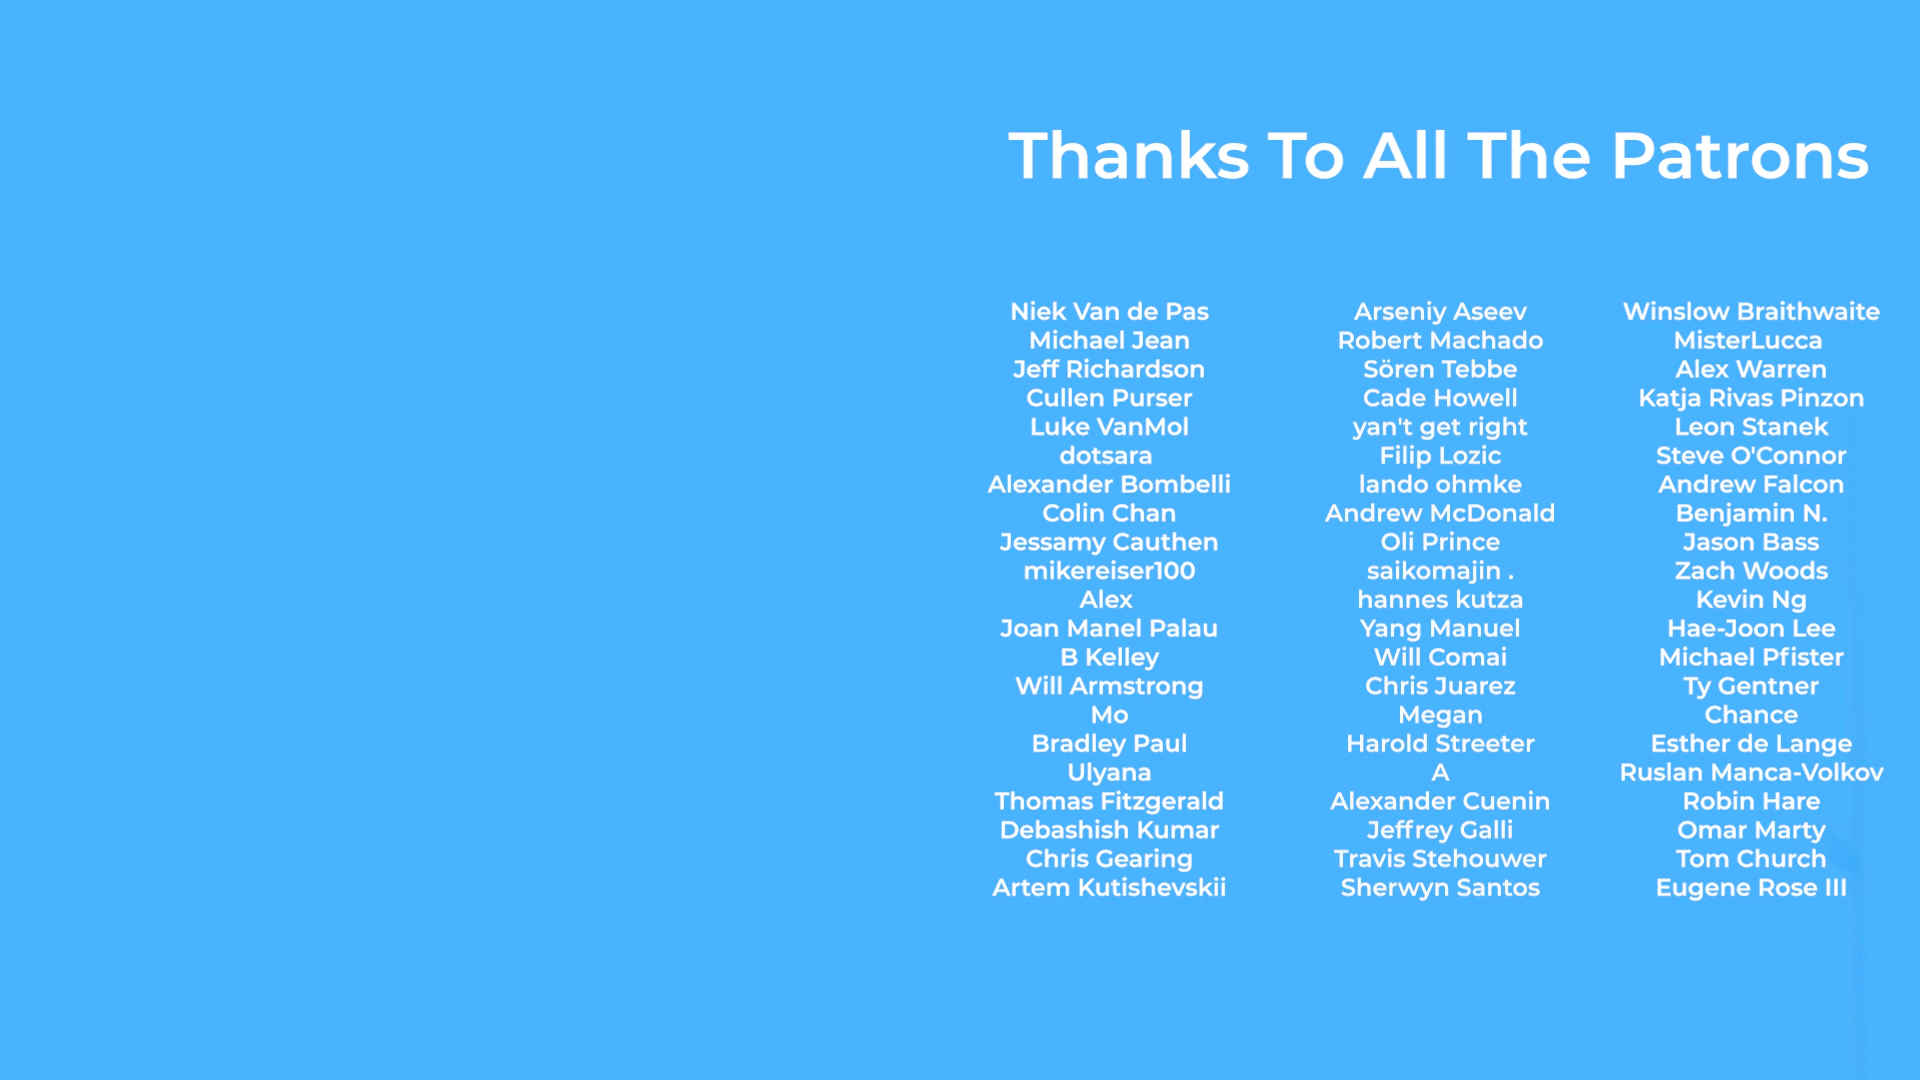 Thanks To All The Patrons
Niek Van de Pas
Michael Jean
Jeff Richardson
Cullen Purser
Luke VanMol
dotsara
Alexander Bombelli
Colin Chan
Jessamy Cauthen
mikereiser100
Alex
Joan Manel Palau
B Kelley
Will Armstrong
Mo
Bradley Paul
Ulyana
Thomas Fitzgerald
Debashish Kumar
Chris Gearing
Artem Kutishevskii
Arseniy Aseev
Robert Machado
Sören Tebbe
Cade Howell
yan't get right
Filip Lozic
lando ohmke
Andrew McDonald
Oli Prince
saikomajin .
hannes kutza
Yang Manuel
Will Comai
Chris Juarez
Megan
Harold Streeter
A
Alexander Cuenin
Jeffrey Galli
Travis Stehouwer
Sherwyn Santos
Winslow Braithwaite
MisterLucca
Alex Warren
Katja Rivas Pinzon
Leon Stanek
Steve O'Connor
Andrew Falcon
Benjamin N.
Jason Bass
Zach Woods
Kevin Ng
Hae-Joon Lee
Michael Pfister
Ty Gentner
Chance
Esther de Lange
Ruslan Manca-Volkov
Robin Hare
Omar Marty
Tom Church
Eugene Rose III